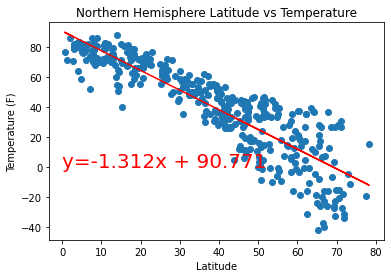 Northern Hemisphere Latitude vs Temperature
80
60
40
20
0
−20
−40
Temperature (F)
y=-1.312x + 90.771
0 10 20 30 40 50 60 70 80
Latitude